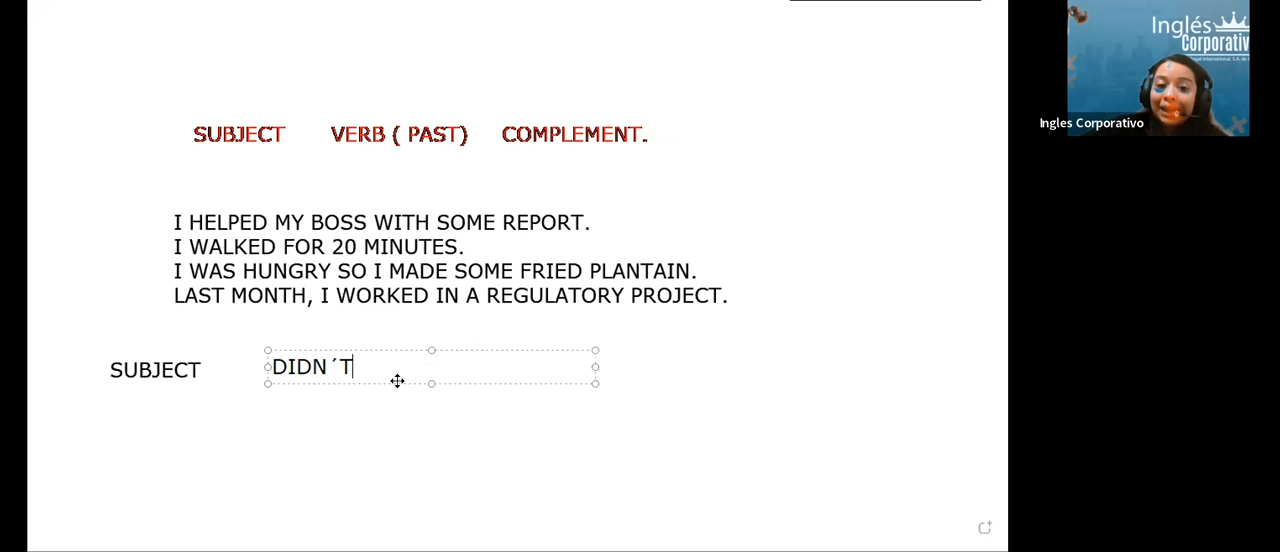 SUBJECT VERB ( PAST) COMPLEMENT.
I HELPED MY BOSS WITH SOME REPORT.
I WALKED FOR 20 MINUTES.
I WAS HUNGRY SO I MADE SOME FRIED PLANTAIN.
LAST MONTH, I WORKED IN A REGULATORY PROJECT.
SUBJECT DIDN´T
Inglés
Corporativ
Ingles Corporativo